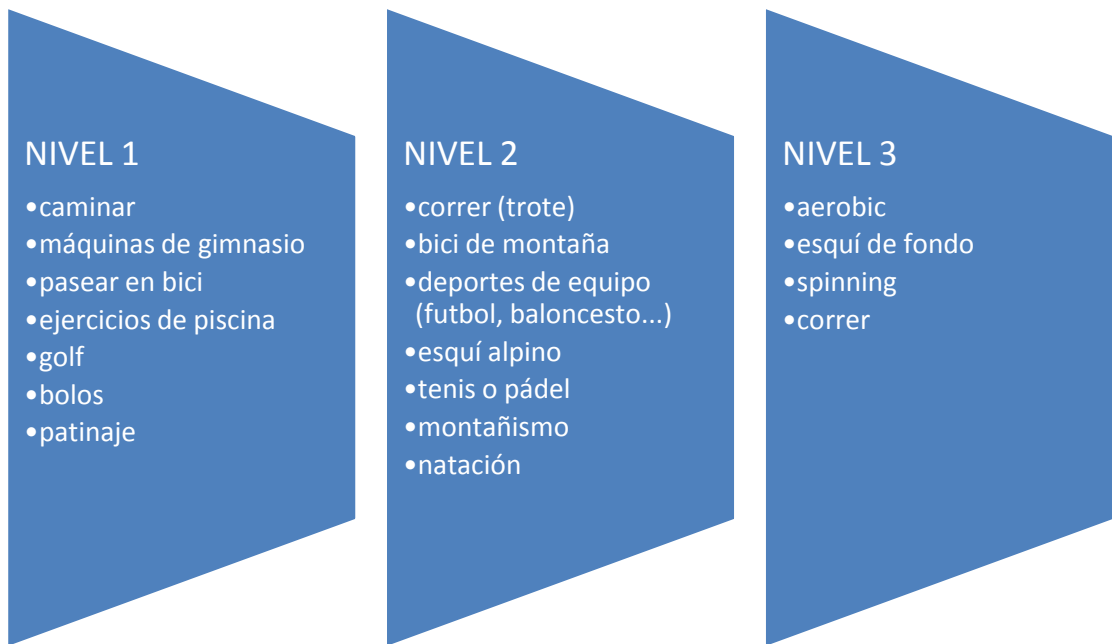 NIVEL 1
•caminar
•máquinas de gimnasio
•pasear en bici
•ejercicios de piscina
•golf
•bolos
•patinaje
NIVEL 2
•correr (trote)
•bici de montaña
•deportes de equipo
(futbol, baloncesto...)
•esquí alpino
•tenis o pádel
•montañismo
•natación
NIVEL 3
•aerobic
•esquí de fondo
•spinning
•correr